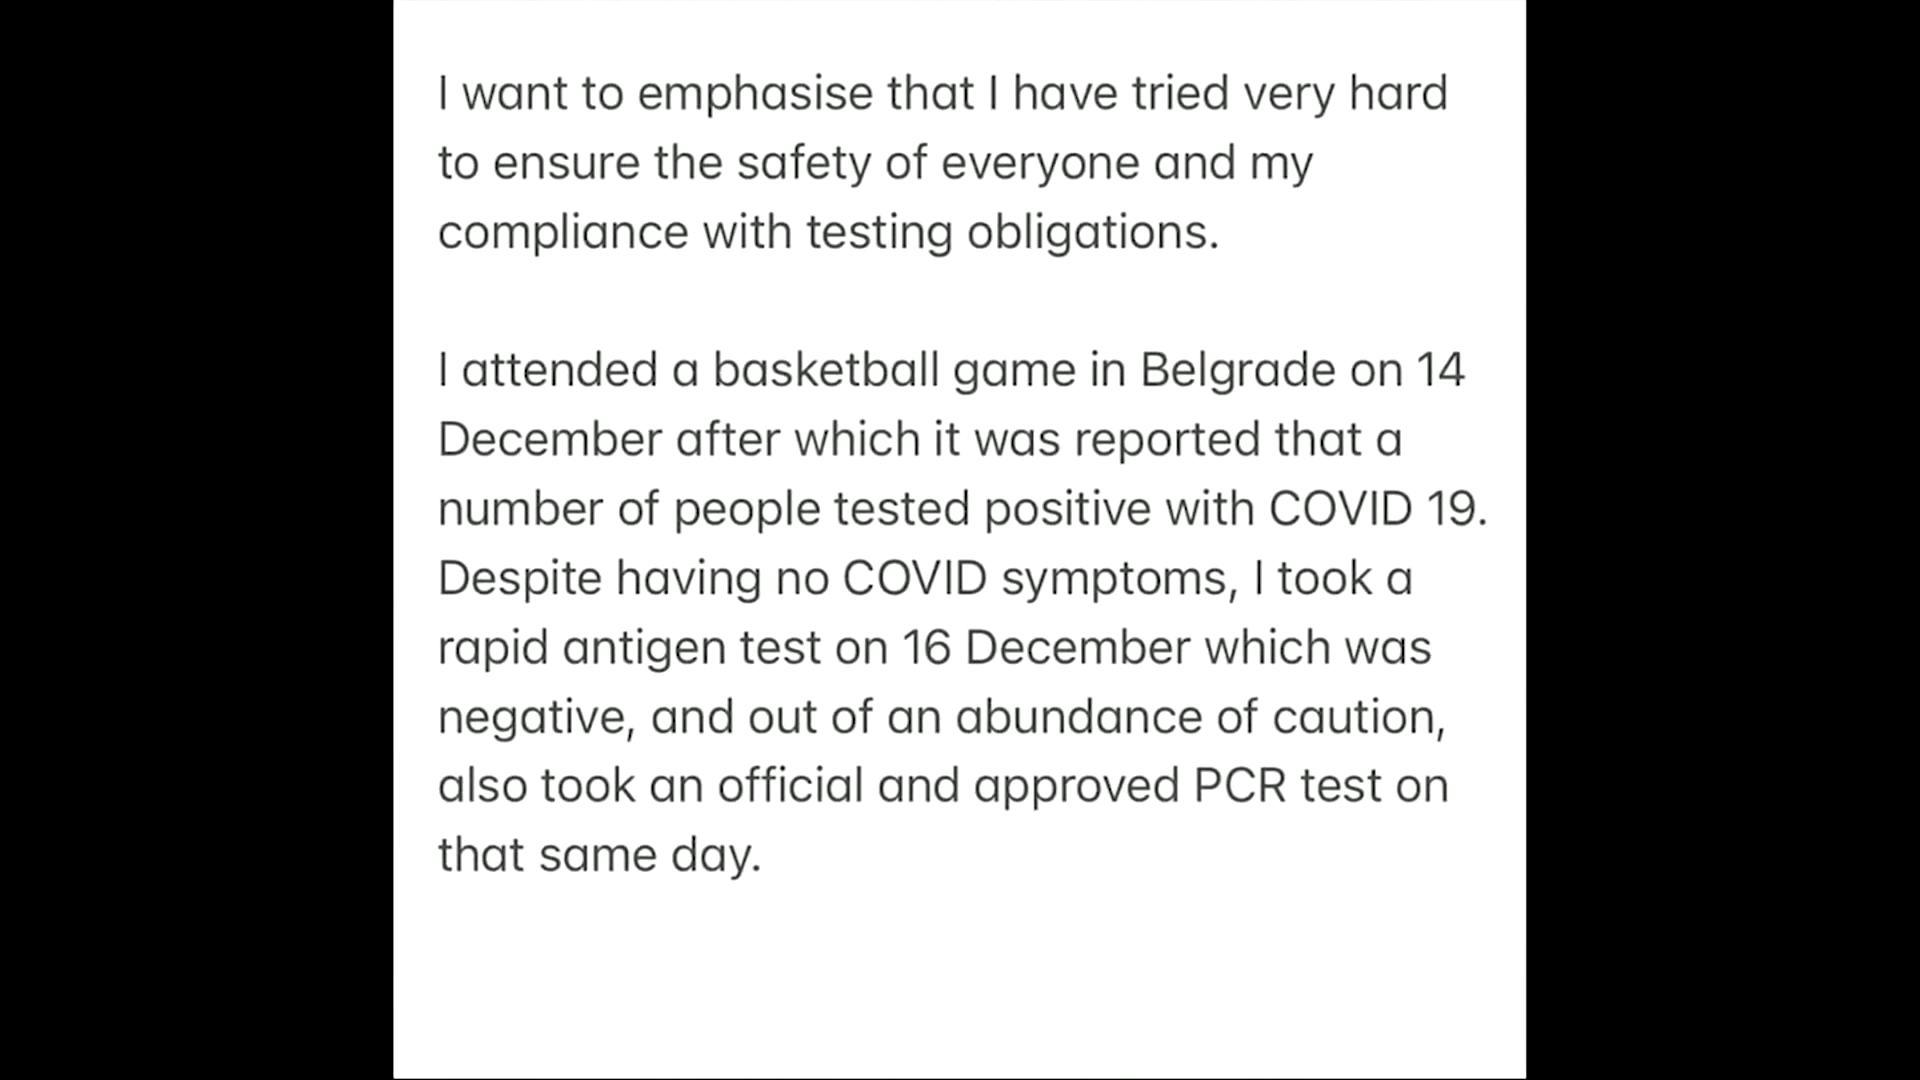 I want to emphasise that I have tried very hard
to ensure the safety of everyone and my
compliance with testing obligations.
I attended a basketball game in Belgrade on 14
December after which it was reported that a
number of people tested positive with COVID 19.
Despite having no COVID symptoms, I took a
rapid antigen test on 16 December which was
negative, and out of an abundance of caution,
also took an official and approved PCR test on
that same day.